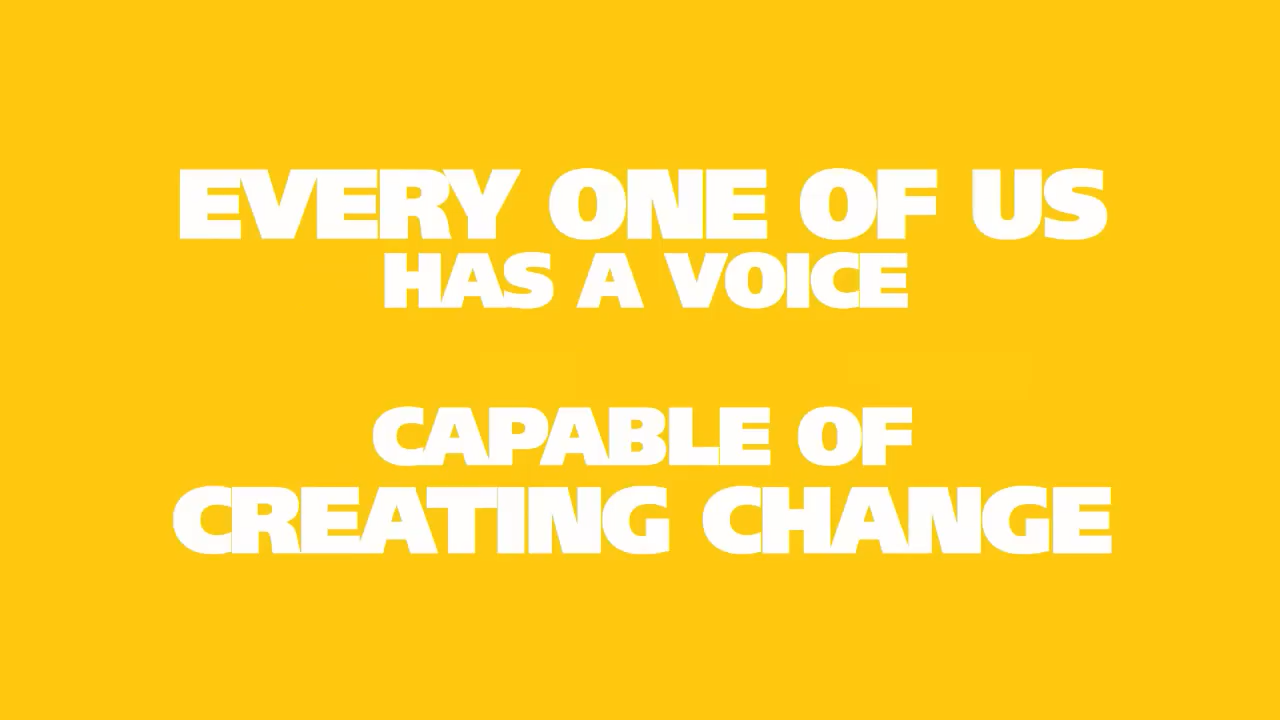 EVERY ONE OF US
HAS A VOICE
CAPABLE OF
CREATING CHANGE